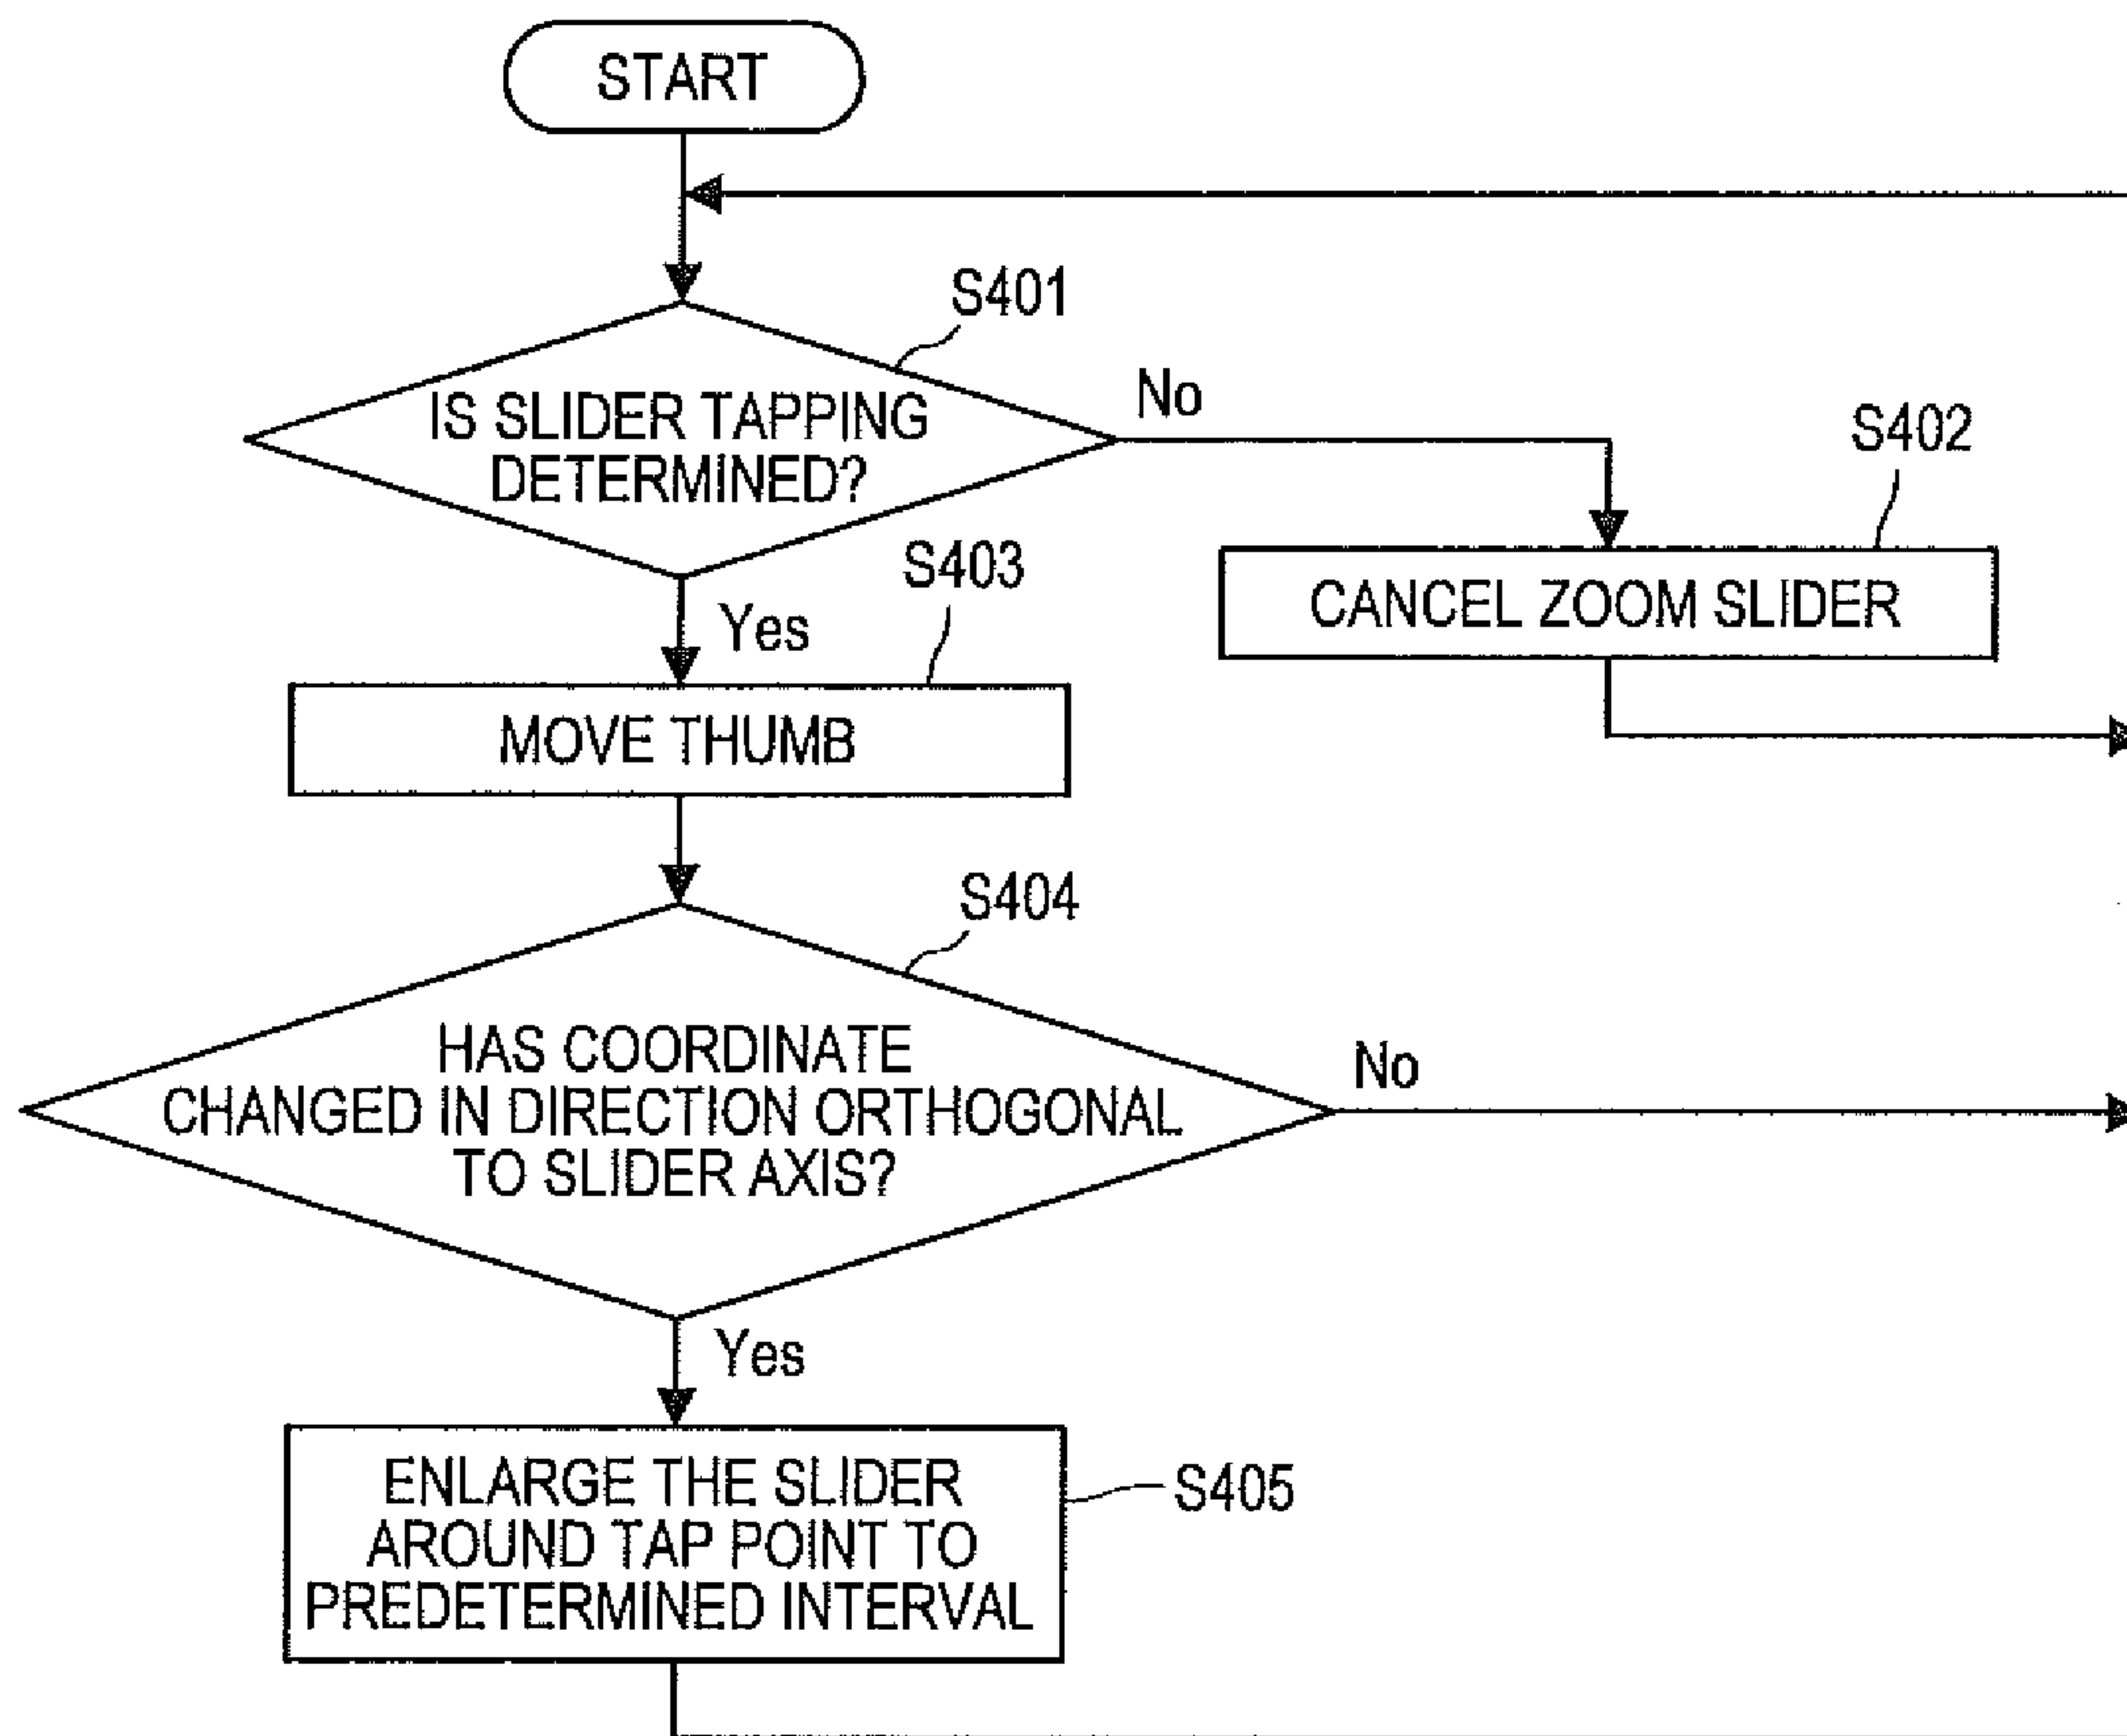 START
S401
IS SLIDER TAPPING
DETERMINED?
No
S402
CANCEL ZOOM SLIDER
S403
Yes
MOVE THUMB
S404
HAS COORDINATE
CHANGED IN DIRECTION ORTHOGONAL
TO SLIDER AXIS?
No
Yes
ENLARGE THE SLIDER
AROUND TAP POINT TO
PREDETERMINED INTERVAL
S405